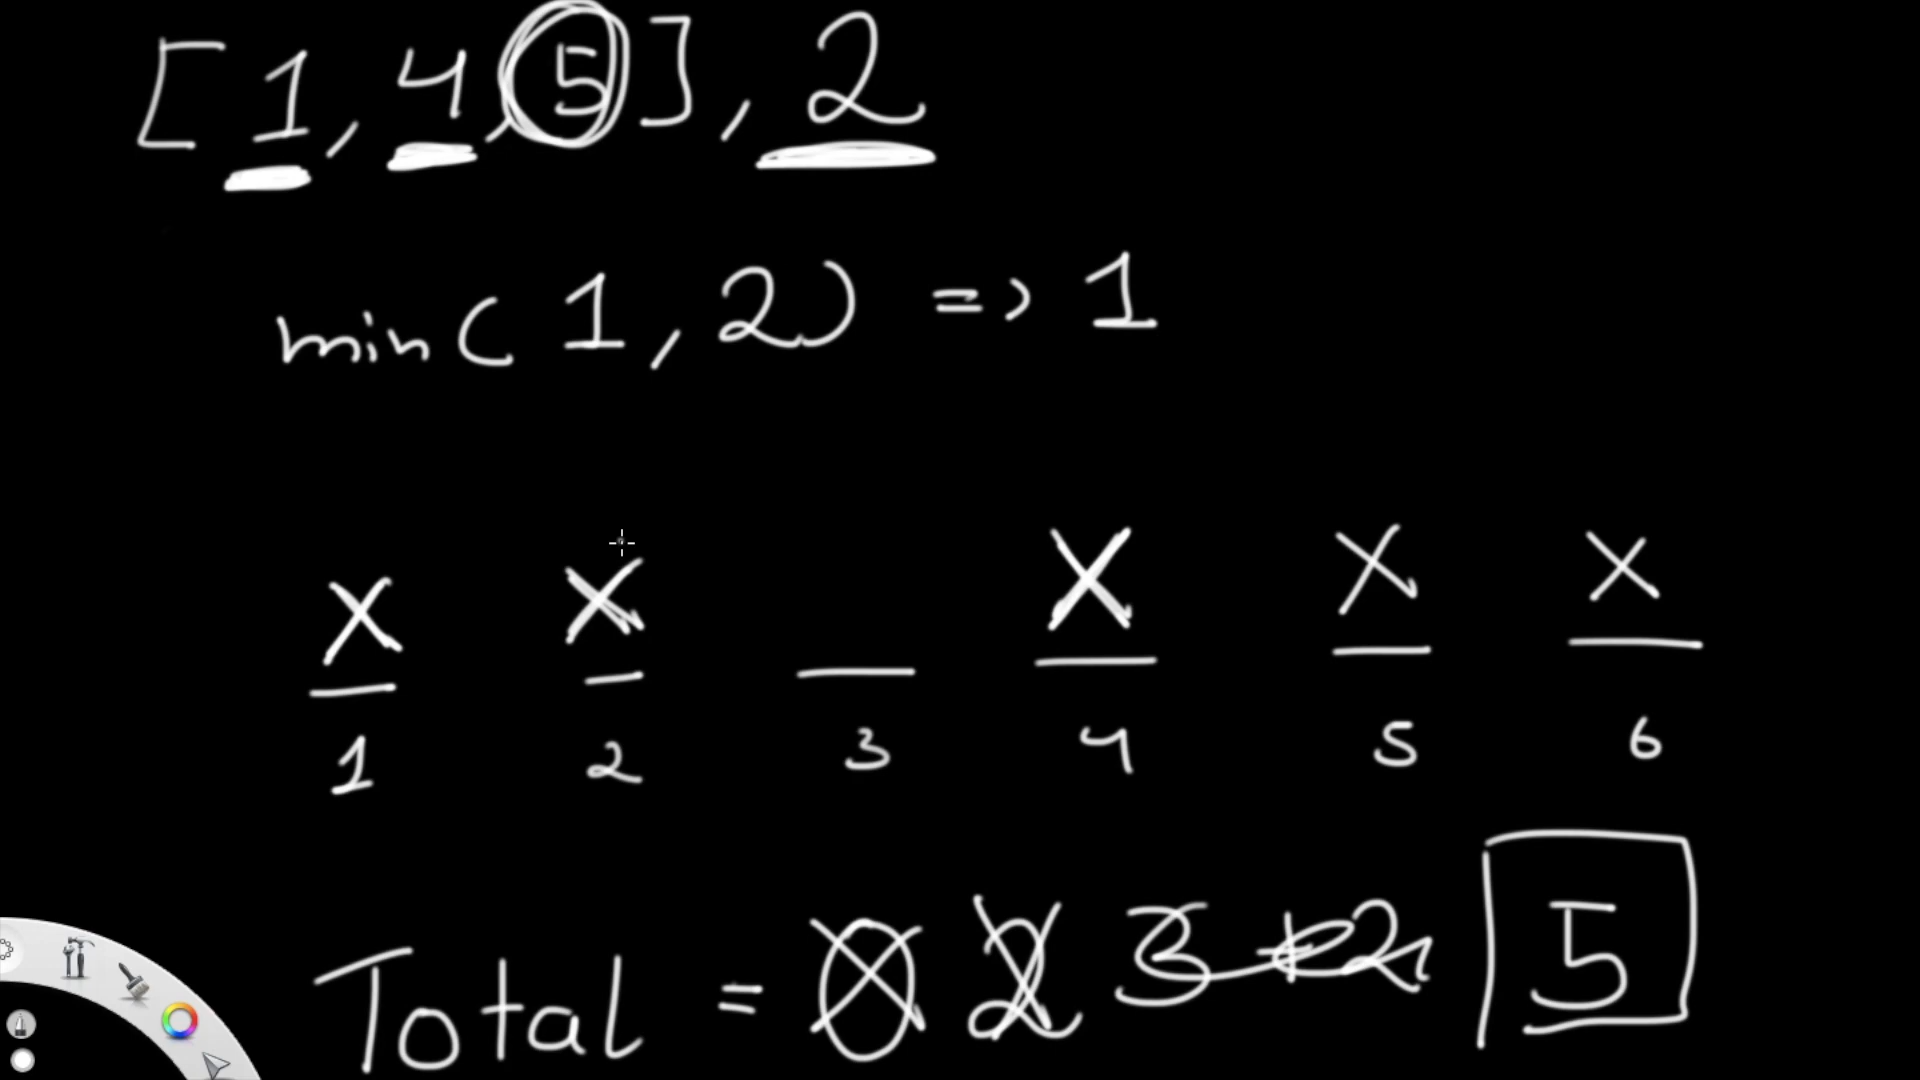 [1, 4, 5], 2
min(1, 2) => 1
X X X X X
1 2 3 4 5 6
Total = 0 2 3+2 5